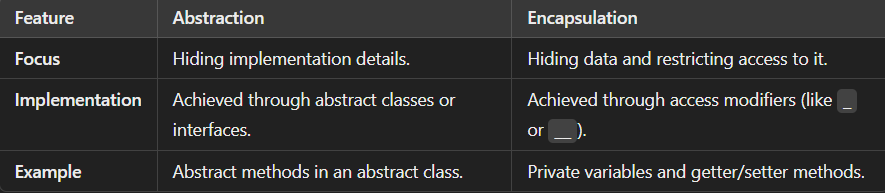 Feature Abstraction Encapsulation
Focus Hiding implementation details. Hiding data and restricting access to it.
Implementation Achieved through abstract classes or Achieved through access modifiers (like _
interfaces. or __ ).
Example Abstract methods in an abstract class. Private variables and getter/setter methods.